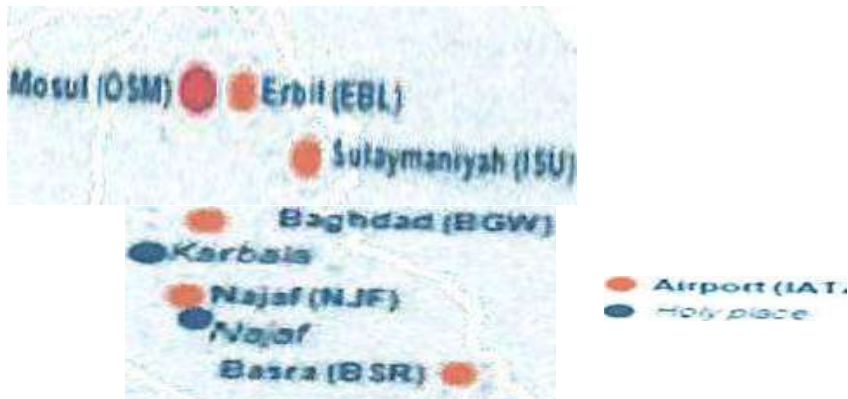 Mosul (OSM) Erbil (EBL)
Sulaymaniyah (ISU)
Baghdad (BGW)
Karbala
Najaf (NJF)
Najaf
Basra (BSR)
Airport (IATA
Holy place